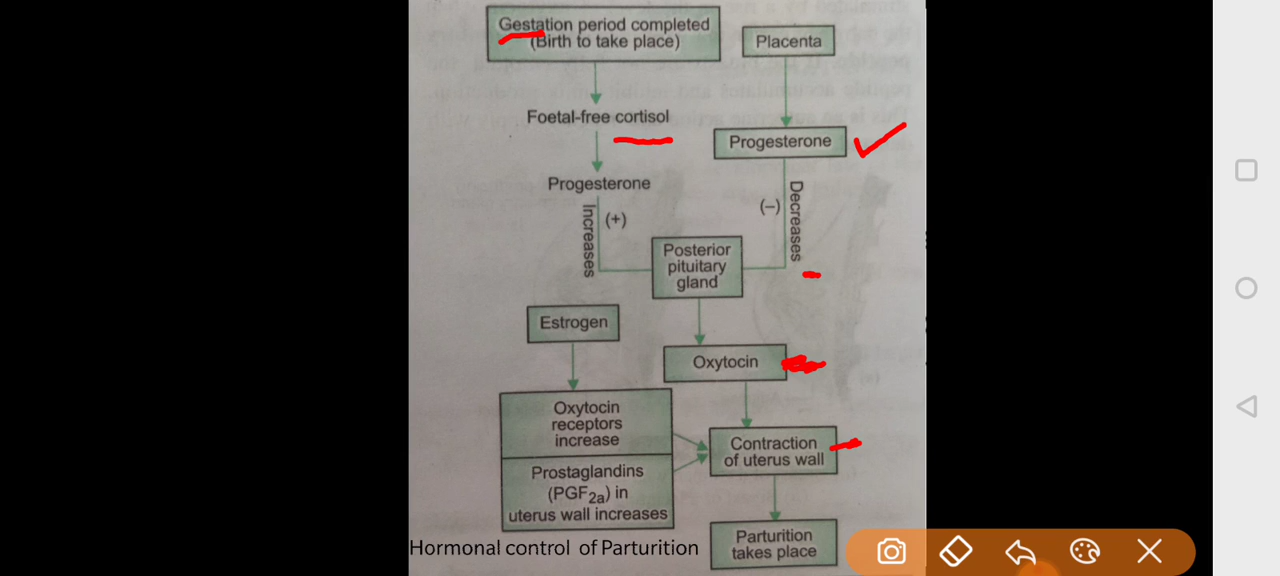 Gestation period completed
(Birth to take place)
Placenta
Foetal-free cortisol
Progesterone
Progesterone
Increases
(+)
(–)
Decreases
Posterior
pituitary
gland
Estrogen
Oxytocin
Oxytocin
receptors
increase
Prostaglandins
(PGF2a) in
uterus wall increases
Contraction
of uterus wall
Parturition
takes place
Hormonal control of Parturition